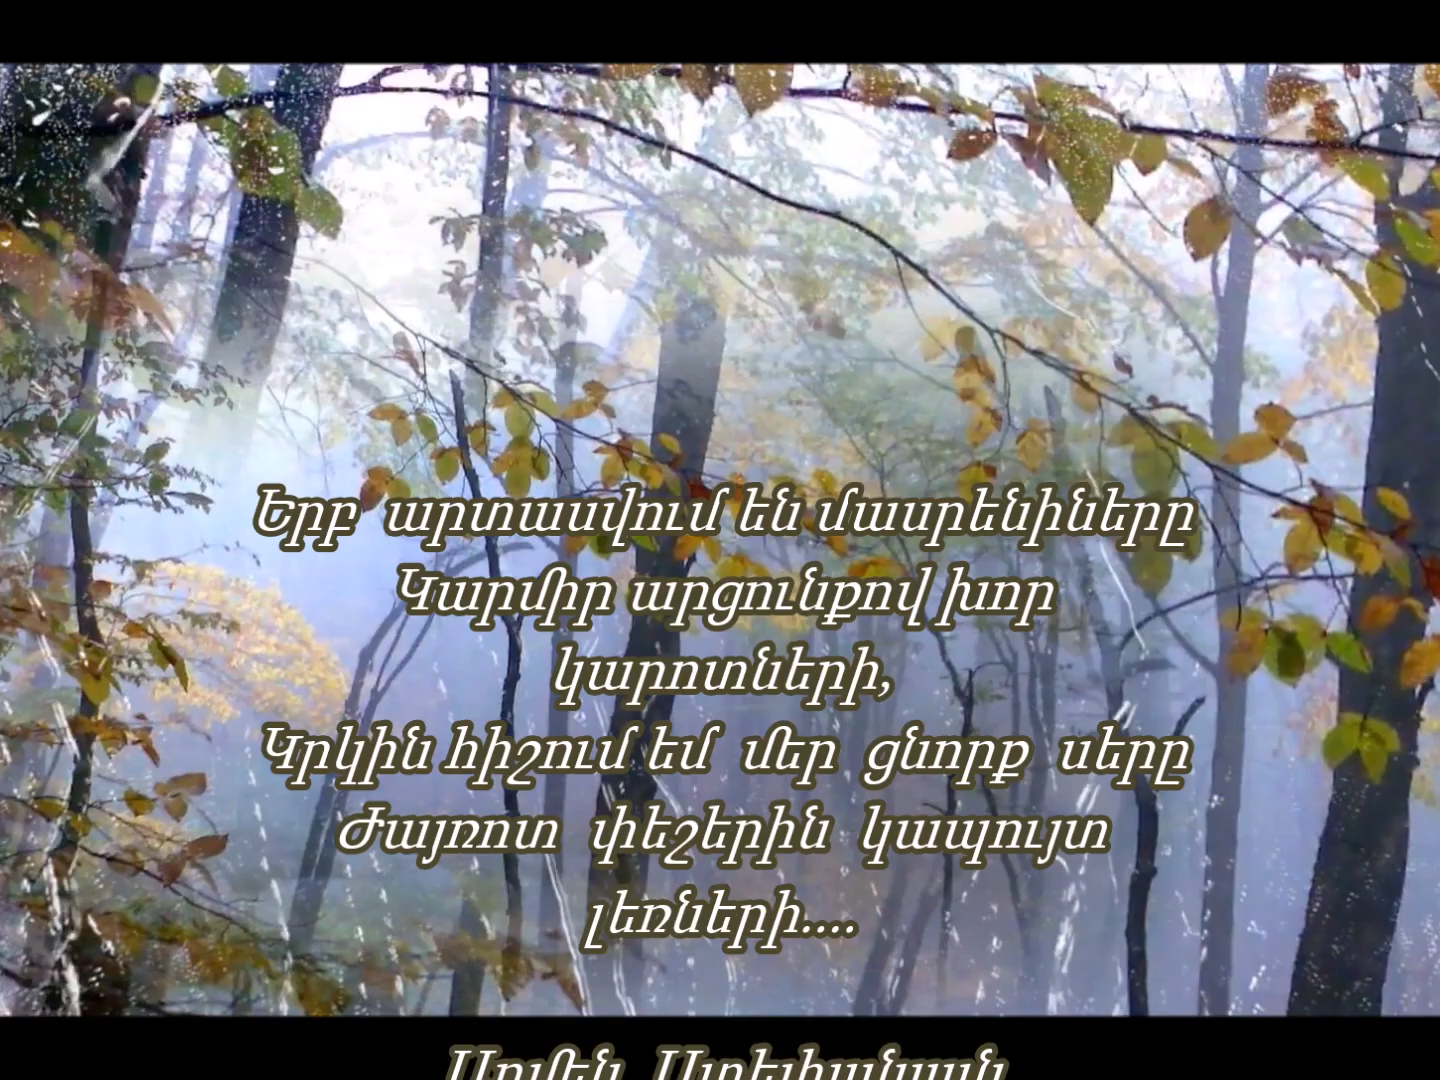 Երբ արտասվում են մասրենիները
Կարմիր արցունքով խոր
կարոտների,
Կրկին հիշում եմ մեր ցնորք սերը
Ժայռոտ փեշերին կապույտ
լեռների....